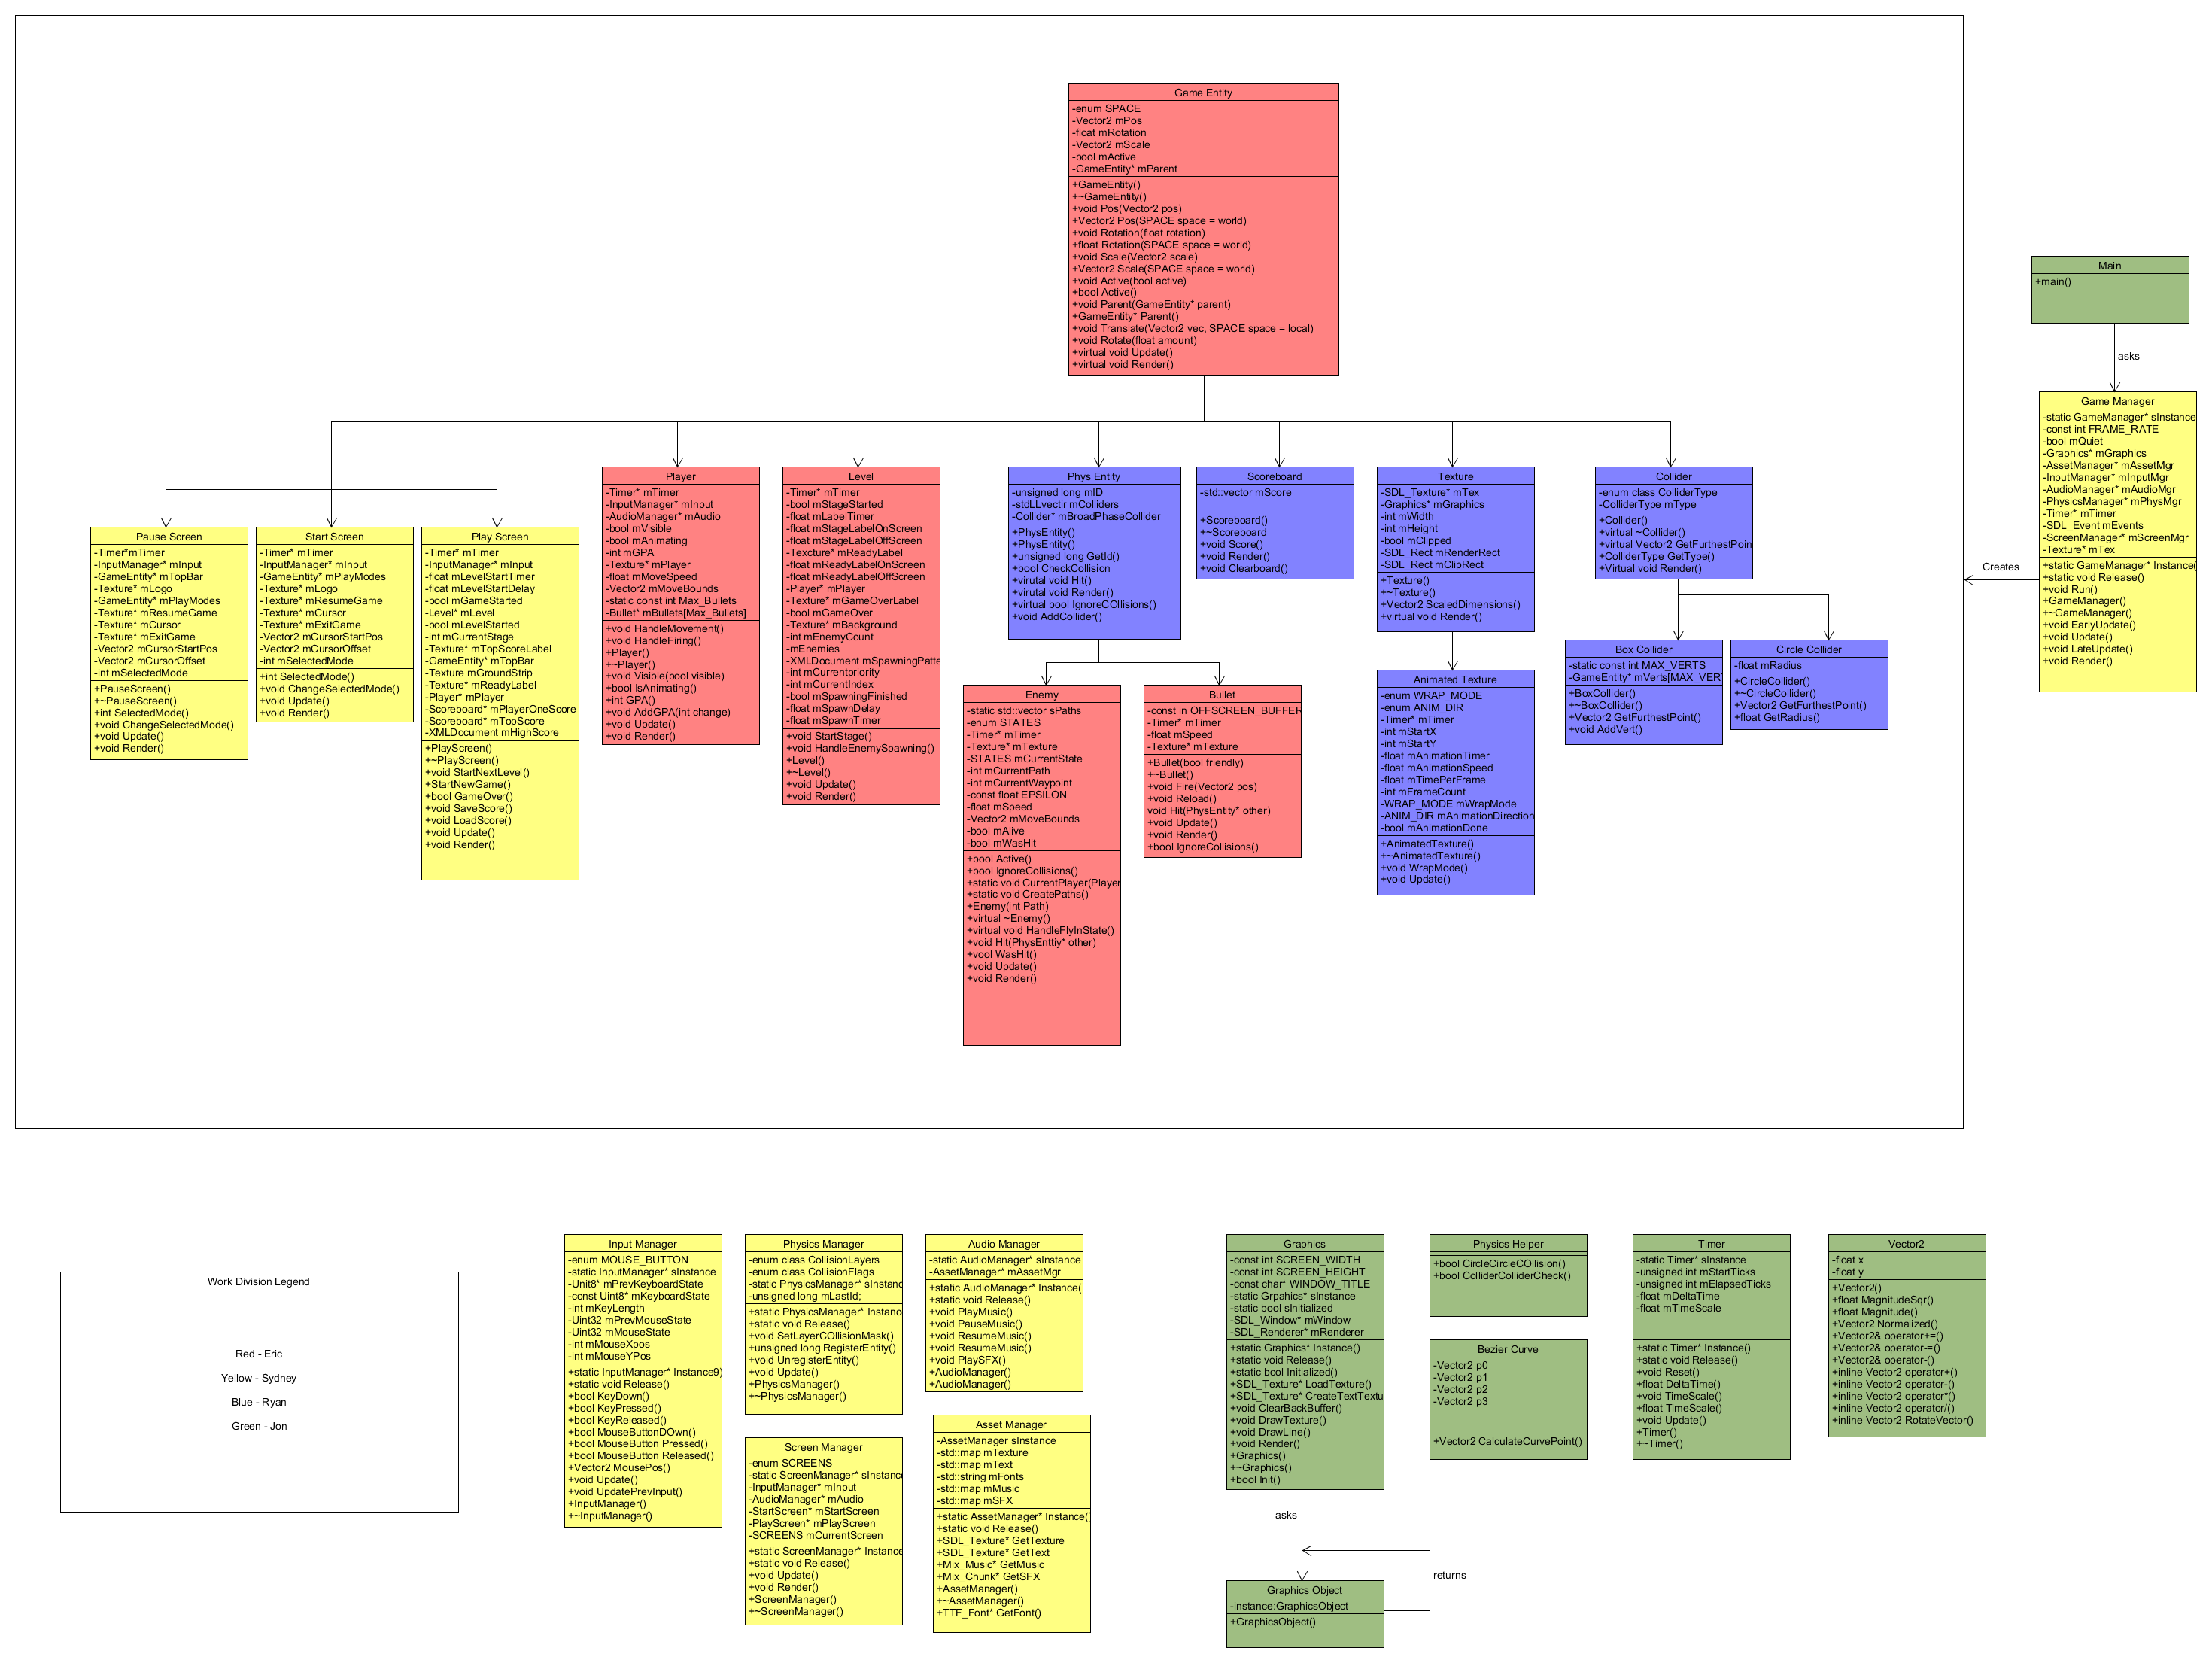 Game Entity
-enum SPACE
-Vector2 mPos
-float mRotation
-Vector2 mScale
-bool mActive
-GameEntity* mParent
+GameEntity()
+~GameEntity()
+void Pos(Vector2 pos)
+Vector2 Pos(SPACE space = world)
+void Rotation(float rotation)
+float Rotation(SPACE space = world)
+void Scale(Vector2 scale)
+Vector2 Scale(SPACE space = world)
+void Active(bool active)
+bool Active()
+void Parent(GameEntity* parent)
+GameEntity* Parent()
+void Translate(Vector2 vec, SPACE space = local)
+void Rotate(float amount)
+virtual void Update()
+virtual void Render()
Main
+main()
asks
Game Manager
-static GameManager* sInstance
-const int FRAME_RATE
-bool mQuiet
-Graphics* mGraphics
-AssetManager* mAssetMgr
-InputManager* mInputMgr
-AudioManager* mAudioMgr
-PhysicsManager* mPhysMgr
-Timer* mTimer
-SDL_Event mEvents
-ScreenManager* mScreenMgr
-Texture* mTex
+static GameManager* Instance(
+static void Release()
+void Run()
+GameManager()
+~GameManager()
+void EarlyUpdate()
+void Update()
+void LateUpdate()
+void Render()
Creates
Pause Screen
-Timer*mTimer
-InputManager* mInput
-GameEntity* mTopBar
-Texture* mLogo
-GameEntity* mPlayModes
-Texture* mResumeGame
-Texture* mCursor
-Texture* mExitGame
-Vector2 mCursorStartPos
-Vector2 mCursorOffset
-int mSelectedMode
+PauseScreen()
+~PauseScreen()
+int SelectedMode()
+void ChangeSelectedMode()
+void Update()
+void Render()
Start Screen
-Timer* mTimer
-InputManager* mInput
-GameEntity* mPlayModes
-Texture* mLogo
-Texture* mResumeGame
-Texture* mCursor
-Texture* mExitGame
-Vector2 mCursorStartPos
-Vector2 mCursorOffset
-int mSelectedMode
+int SelectedMode()
+void ChangeSelectedMode()
+void Update()
+void Render()
Play Screen
-Timer* mTimer
-InputManager* mInput
-float mLevelStartTimer
-float mLevelStartDelay
-bool mGameStarted
-Level* mLevel
-bool mLevelStarted
-int mCurrentStage
-Texture* mTopScoreLabel
-GameEntity* mTopBar
-Texture mGroundStrip
-Texture* mReadyLabel
-Player* mPlayer
-Scoreboard* mPlayerOneScore
-Scoreboard* mTopScore
-XMLDocument mHighScore
+PlayScreen()
+~PlayScreen()
+void StartNextLevel()
+StartNewGame()
+bool GameOver()
+void SaveScore()
+void LoadScore()
+void Update()
+void Render()
Player
-Timer* mTimer
-InputManager* mInput
-AudioManager* mAudio
-bool mVisible
-bool mAnimating
-int mGPA
-Texture* mPlayer
-float mMoveSpeed
-Vector2 mMoveBounds
-static const int Max_Bullets
-Bullet* mBullets[Max_Bullets]
+void HandleMovement()
+void HandleFiring()
+Player()
+~Player()
+void Visible(bool visible)
+bool IsAnimating()
+int GPA()
+void AddGPA(int change)
+void Update()
+void Render()
Level
-Timer* mTimer
-bool mStageStarted
-float mLabelTimer
-float mStageLabelOnScreen
-float mStageLabelOffScreen
-Texcture* mReadyLabel
-float mReadyLabelOnScreen
-float mReadyLabelOffScreen
-Player* mPlayer
-Texture* mGameOverLabel
-bool mGameOver
-Texture* mBackground
-int mEnemyCount
-mEnemies
-XMLDocument mSpawningPatte
-int mCurrentpriority
-int mCurrentIndex
-bool mSpawningFinished
-float mSpawnDelay
-float mSpawnTimer
+void StartStage()
+void HandleEnemySpawning()
+Level()
+~Level()
+void Update()
+void Render()
Phys Entity
-unsigned long mID
-stdLLvectir mColliders
-Collider* mBroadPhaseCollider
+PhysEntity()
+PhysEntity()
+unsigned long GetId()
+bool CheckCollision
+virutal void Hit()
+virutal void Render()
+virtual bool IgnoreCOllisions()
+void AddCollider()
Scoreboard
-std::vector mScore
+Scoreboard()
+~Scoreboard
+void Score()
+void Render()
+void Clearboard()
Texture
-SDL_Texture* mTex
-Graphics* mGraphics
-int mWidth
-int mHeight
-bool mClipped
-SDL_Rect mRenderRect
-SDL_Rect mClipRect
+Texture()
+~Texture()
+Vector2 ScaledDimensions()
+virtual void Render()
Collider
-enum class ColliderType
-ColliderType mType
+Collider()
+virtual ~Collider()
+virtual Vector2 GetFurthestPoin
+ColliderType GetType()
+Virtual void Render()
Enemy
-static std::vector sPaths
-enum STATES
-Timer* mTimer
-Texture* mTexture
-STATES mCurrentState
-int mCurrentPath
-int mCurrentWaypoint
-const float EPSILON
-float mSpeed
-Vector2 mMoveBounds
-bool mAlive
-bool mWasHit
+bool Active()
+bool IgnoreCollisions()
+static void CurrentPlayer(Player
+static void CreatePaths()
+Enemy(int Path)
+virtual ~Enemy()
+virtual void HandleFlyInState()
+void Hit(PhysEnttiy* other)
+vool WasHit()
+void Update()
+void Render()
Bullet
-const in OFFSCREEN_BUFFER
-Timer* mTimer
-float mSpeed
-Texture* mTexture
+Bullet(bool friendly)
+~Bullet()
+void Fire(Vector2 pos)
+void Reload()
void Hit(PhysEntity* other)
+void Update()
+void Render()
+bool IgnoreCollisions()
Animated Texture
-enum WRAP_MODE
-enum ANIM_DIR
-Timer* mTimer
-int mStartX
-int mStartY
-float mAnimationTimer
-float mAnimationSpeed
-float mTimePerFrame
-int mFrameCount
-WRAP_MODE mWrapMode
-ANIM_DIR mAnimationDirection
-bool mAnimationDone
+AnimatedTexture()
+~AnimatedTexture()
+void WrapMode()
+void Update()
Box Collider
-static const int MAX_VERTS
-GameEntity* mVerts[MAX_VER
+BoxCollider()
+~BoxCollider()
+Vector2 GetFurthestPoint()
+void AddVert()
Circle Collider
-float mRadius
+CircleCollider()
+~CircleCollider()
+Vector2 GetFurthestPoint()
+float GetRadius()
Work Division Legend
Red - Eric
Yellow - Sydney
Blue - Ryan
Green - Jon
Input Manager
-enum MOUSE_BUTTON
-static InputManager* sInstance
-Unit8* mPrevKeyboardState
-const Uint8* mKeyboardState
-int mKeyLength
-Uint32 mPrevMouseState
-Uint32 mMouseState
-int mMouseXpos
-int mMouseYPos
+static InputManager* Instance9)
+static void Release()
+bool KeyDown()
+bool KeyPressed()
+bool KeyReleased()
+bool MouseButtonDOwn()
+bool MouseButton Pressed()
+bool MouseButton Released()
+Vector2 MousePos()
+void Update()
+void UpdatePrevInput()
+InputManager()
+~InputManager()
Physics Manager
-enum class CollisionLayers
-enum class CollisionFlags
-static PhysicsManager* sInstanc
-unsigned long mLastId;
+static PhysicsManager* Instanc
+static void Release()
+void SetLayerCOllisionMask()
+unsigned long RegisterEntity()
+void UnregisterEntity()
+void Update()
+PhysicsManager()
+~PhysicsManager()
Screen Manager
-enum SCREENS
-static ScreenManager* sInstanc
-InputManager* mInput
-AudioManager* mAudio
-StartScreen* mStartScreen
-PlayScreen* mPlayScreen
-SCREENS mCurrentScreen
+static ScreenManager* Instance
+static void Release()
+void Update()
+void Render()
+ScreenManager()
+~ScreenManager()
Audio Manager
-static AudioManager* sInstance
-AssetManager* mAssetMgr
+static AudioManager* Instance(
+static void Release()
+void PlayMusic()
+void PauseMusic()
+void ResumeMusic()
+void ResumeMusic()
+void PlaySFX()
+AudioManager()
+AudioManager()
Asset Manager
-AssetManager sInstance
-std::map mTexture
-std::map mText
-std::string mFonts
-std::map mMusic
-std::map mSFX
+static AssetManager* Instance(
+static void Release()
+SDL_Texture* GetTexture
+SDL_Texture* GetText
+Mix_Music* GetMusic
+Mix_Chunk* GetSFX
+AssetManager()
+~AssetManager()
+TTF_Font* GetFont()
Graphics
-const int SCREEN_WIDTH
-const int SCREEN_HEIGHT
-const char* WINDOW_TITLE
-static Grpahics* sInstance
-static bool sInitialized
-SDL_Window* mWindow
-SDL_Renderer* mRenderer
+static Graphics* Instance()
+static void Release()
+static bool Initialized()
+SDL_Texture* LoadTexture()
+SDL_Texture* CreateTextTextu
+void ClearBackBuffer()
+void DrawTexture()
+void DrawLine()
+void Render()
+Graphics()
+~Graphics()
+bool Init()
asks
Graphics Object
-instance:GraphicsObject
+GraphicsObject()
returns
Physics Helper
+bool CircleCircleCOllision()
+bool ColliderColliderCheck()
Bezier Curve
-Vector2 p0
-Vector2 p1
-Vector2 p2
-Vector2 p3
+Vector2 CalculateCurvePoint()
Timer
-static Timer* sInstance
-unsigned int mStartTicks
-unsigned int mElapsedTicks
-float mDeltaTime
-float mTimeScale
+static Timer* Instance()
+static void Release()
+void Reset()
+float DeltaTime()
+void TimeScale()
+float TimeScale()
+void Update()
+Timer()
+~Timer()
Vector2
-float x
-float y
+Vector2()
+float MagnitudeSqr()
+float Magnitude()
+Vector2 Normalized()
+Vector2& operator+=()
+Vector2& operator-=()
+Vector2& operator-()
+inline Vector2 operator+()
+inline Vector2 operator-()
+inline Vector2 operator*()
+inline Vector2 operator/()
+inline Vector2 RotateVector()